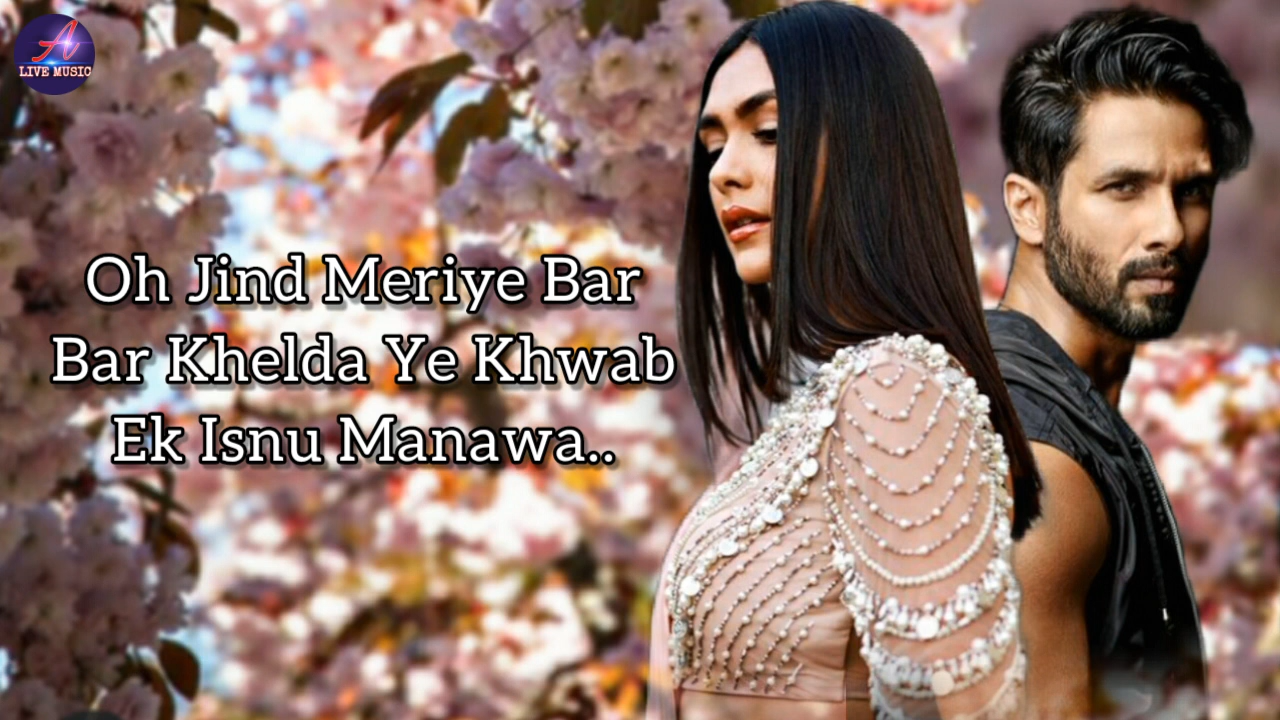 A
LIVE MUSIC
Oh Jind Meriye Bar
Bar Khelda Ye Khwab
Ek Isnu Manawa..